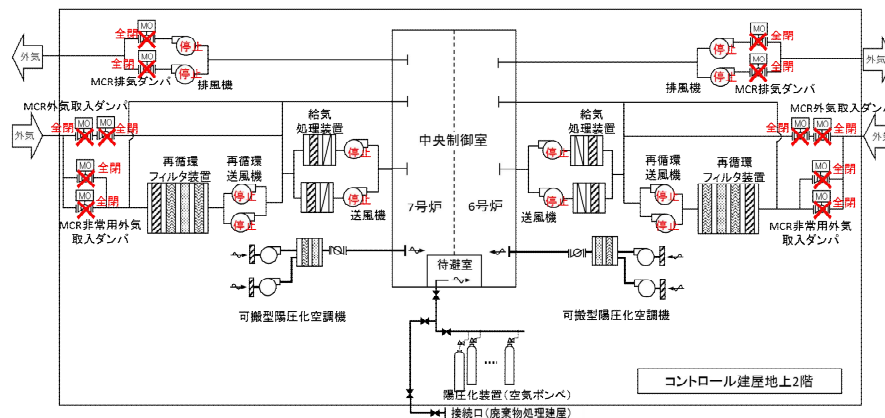 MO
全閉
停止
MO
全閉
停止
外気
MCR排気ダンパ
排風機
MCR外気取入ダンパ
全閉
MO
MO
全閉
外気
MO
全閉
MO
全閉
MCR非常用外気
取入ダンパ
再循環
フィルタ装置
再循環
送風機
停止
停止
給気
処理装置
停止
停止
送風機
可搬型陽圧化空調機
中央制御室
7号炉
6号炉
待避室
停止
MO
全閉
停止
MO
全閉
外気
排風機
MCR排気ダンパ
MCR外気取入ダンパ
MO
MO
全閉
全閉
外気
給気
処理装置
停止
停止
送風機
再循環
送風機
停止
停止
再循環
フィルタ装置
MO
全閉
MO
全閉
MCR非常用外気
取入ダンパ
可搬型陽圧化空調機
陽圧化装置(空気ボンベ)
接続口(廃棄物処理建屋)
コントロール建屋地上2階